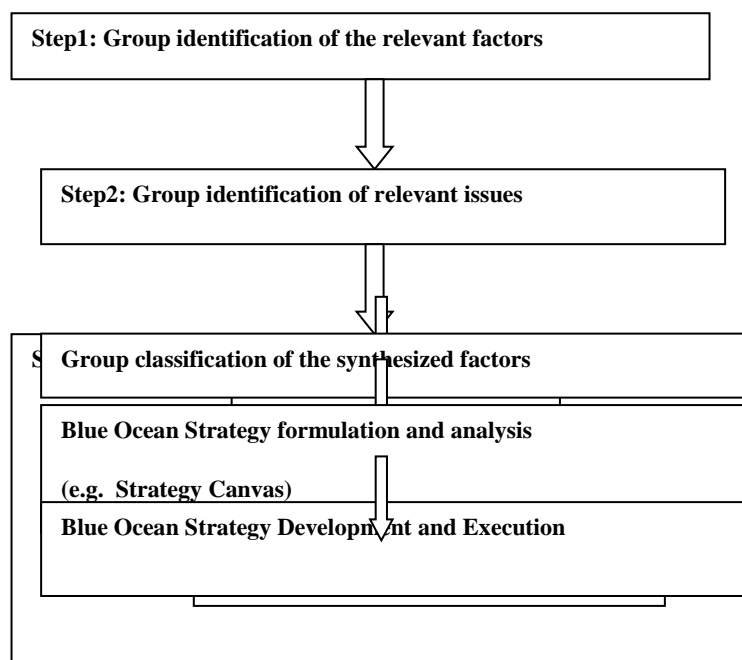 Step1: Group identification of the relevant factors
Step2: Group identification of relevant issues
Group classification of the synthesized factors
Blue Ocean Strategy formulation and analysis
(e.g. Strategy Canvas)
Blue Ocean Strategy Development and Execution